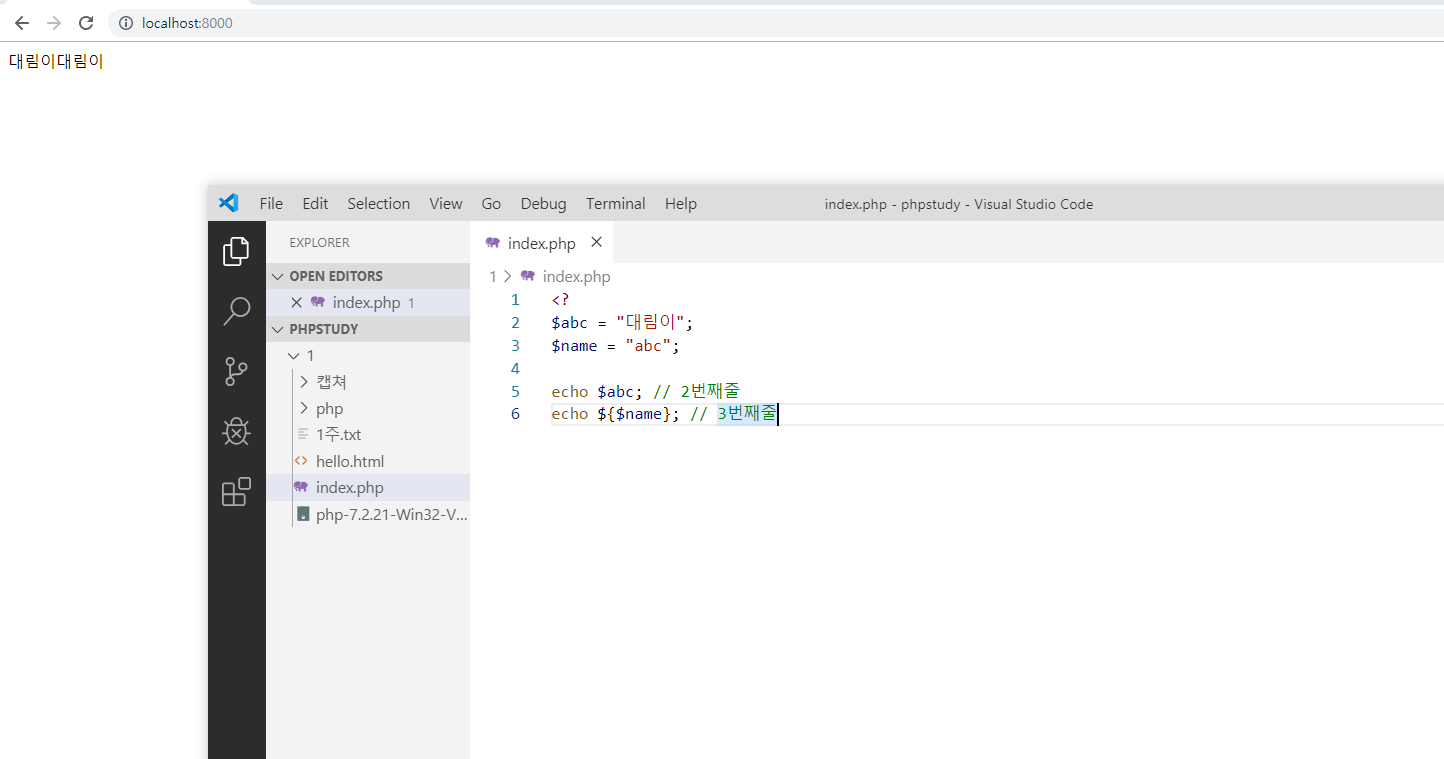 localhost:8000
대림이대림이
File Edit Selection View Go Debug Terminal Help
index.php - phpstudy - Visual Studio Code
EXPLORER
OPEN EDITORS
index.php 1
PHPSTUDY
1
캡쳐
php
1주.txt
hello.html
index.php
php-7.2.21-Win32-V...
index.php
1 > index.php
1 <?
2 $abc = "대림이";
3 $name = "abc";
4
5 echo $abc; // 2번째줄
6 echo ${$name}; // 3번째줄